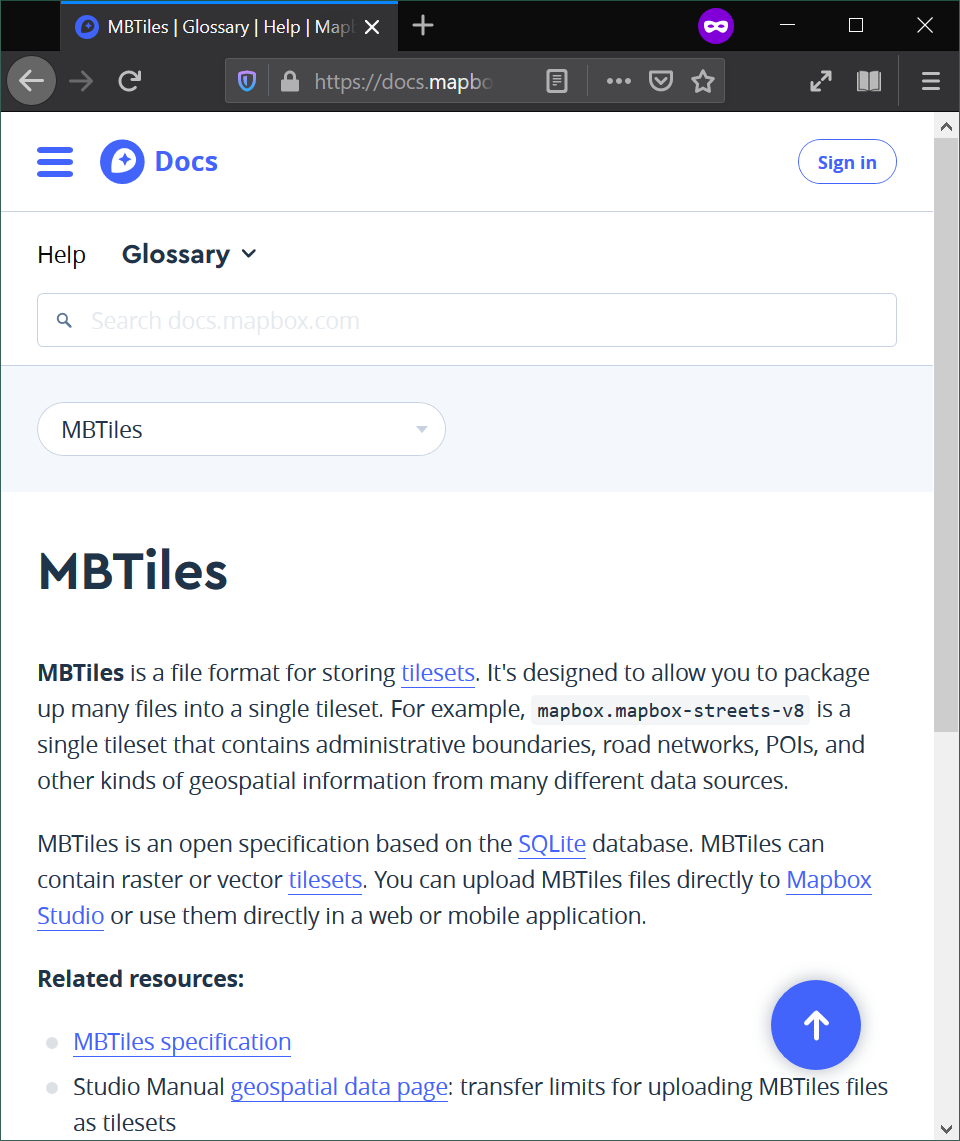 MBTiles | Glossary | Help | Mapb
https://docs.mapbo
Docs
Sign in
Help Glossary
Search docs.mapbox.com
MBTiles
MBTiles
MBTiles is a file format for storing tilesets. It's designed to allow you to package
up many files into a single tileset. For example, mapbox.mapbox-streets-v8 is a
single tileset that contains administrative boundaries, road networks, POIs, and
other kinds of geospatial information from many different data sources.
MBTiles is an open specification based on the SQLite database. MBTiles can
contain raster or vector tilesets. You can upload MBTiles files directly to Mapbox
Studio or use them directly in a web or mobile application.
Related resources:
MBTiles specification
Studio Manual geospatial data page: transfer limits for uploading MBTiles files
as tilesets